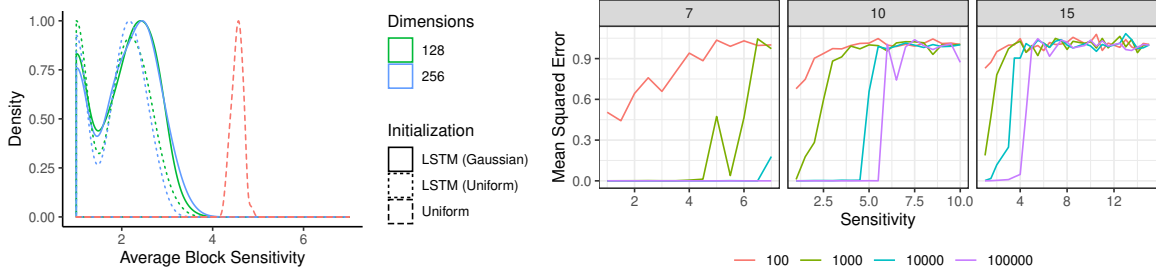 1.00
0.75
0.50
0.25
0.00
Density
2 4 6
Average Block Sensitivity
Dimensions
128
256
Initialization
LSTM (Gaussian)
LSTM (Uniform)
Uniform
7 10 15
0.9
0.6
0.3
0.0
Mean Squared Error
2 4 6 2.5 5.0 7.5 10.0 4 8 12
Sensitivity
100 1000 10000 100000